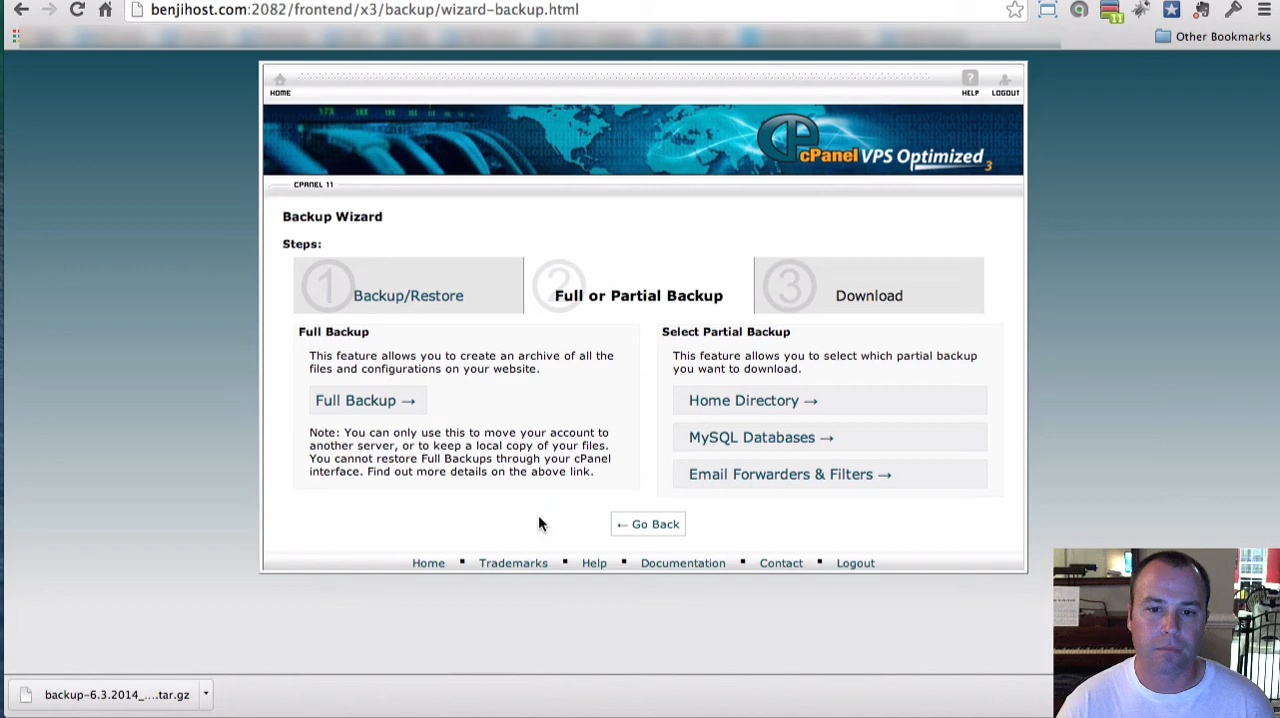 benjihost.com:2082/frontend/x3/backup/wizard-backup.html
11
Other Bookmarks
HOME
?
HELP
LOGOUT
cPanel VPS Optimized 3
CPANEL 11
Backup Wizard
Steps:
1 Backup/Restore
2 Full or Partial Backup
3 Download
Full Backup
This feature allows you to create an archive of all the
files and configurations on your website.
Full Backup →
Note: You can only use this to move your account to
another server, or to keep a local copy of your files.
You cannot restore Full Backups through your cPanel
interface. Find out more details on the above link.
Select Partial Backup
This feature allows you to select which partial backup
you want to download.
Home Directory →
MySQL Databases →
Email Forwarders & Filters →
← Go Back
Home ▪ Trademarks ▪ Help ▪ Documentation ▪ Contact ▪ Logout
backup-6.3.2014_....tar.gz